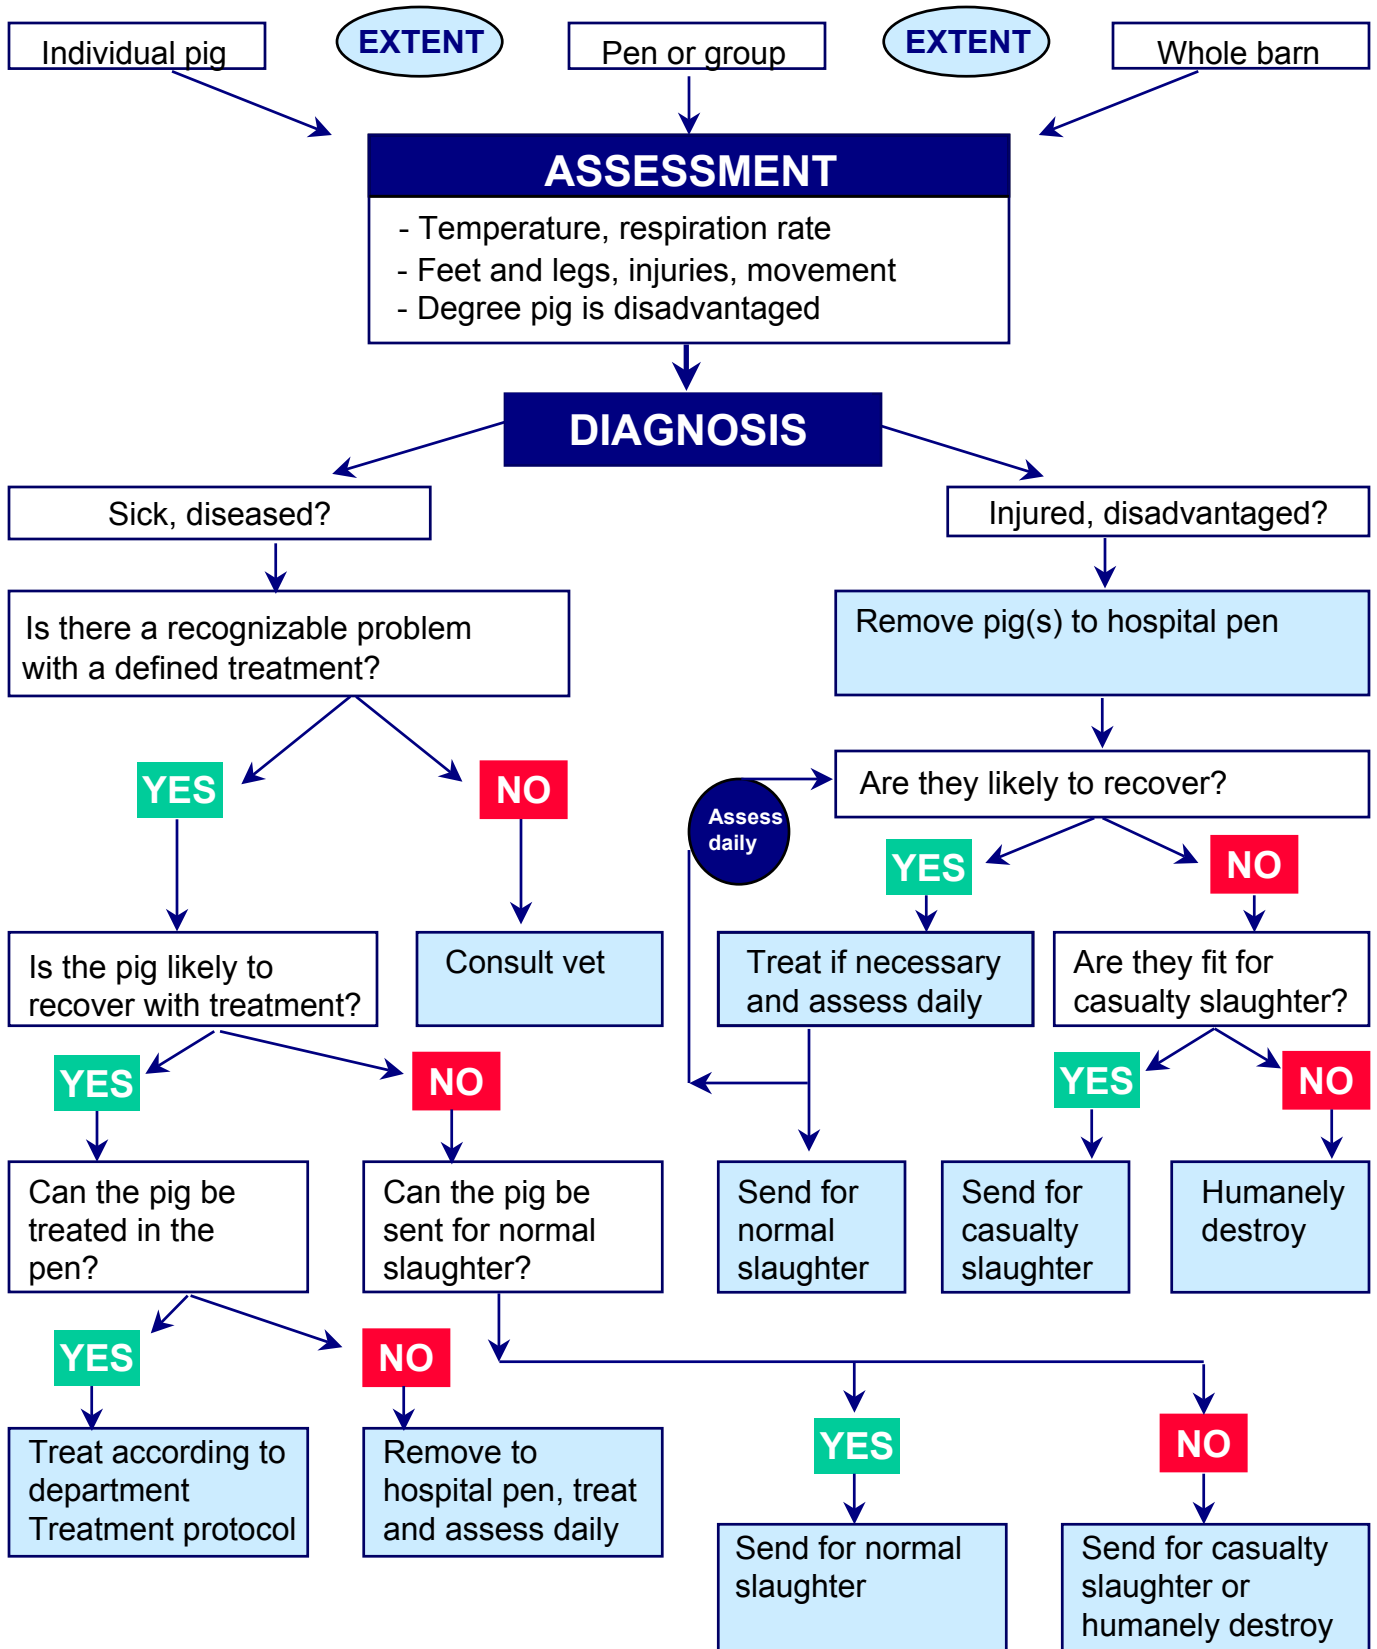 Individual pig
EXTENT
Pen or group
EXTENT
Whole barn
ASSESSMENT
- Temperature, respiration rate
- Feet and legs, injuries, movement
- Degree pig is disadvantaged
DIAGNOSIS
Sick, diseased?
Injured, disadvantaged?
Is there a recognizable problem
with a defined treatment?
Remove pig(s) to hospital pen
YES
NO
Are they likely to recover?
Assess
daily
YES
NO
Is the pig likely to
recover with treatment?
Consult vet
Treat if necessary
and assess daily
Are they fit for
casualty slaughter?
YES
NO
YES
NO
Can the pig be
treated in the
pen?
Can the pig be
sent for normal
slaughter?
Send for
normal
slaughter
Send for
casualty
slaughter
Humanely
destroy
YES
NO
YES
NO
Treat according to
department
Treatment protocol
Remove to
hospital pen, treat
and assess daily
Send for normal
slaughter
Send for casualty
slaughter or
humanely destroy